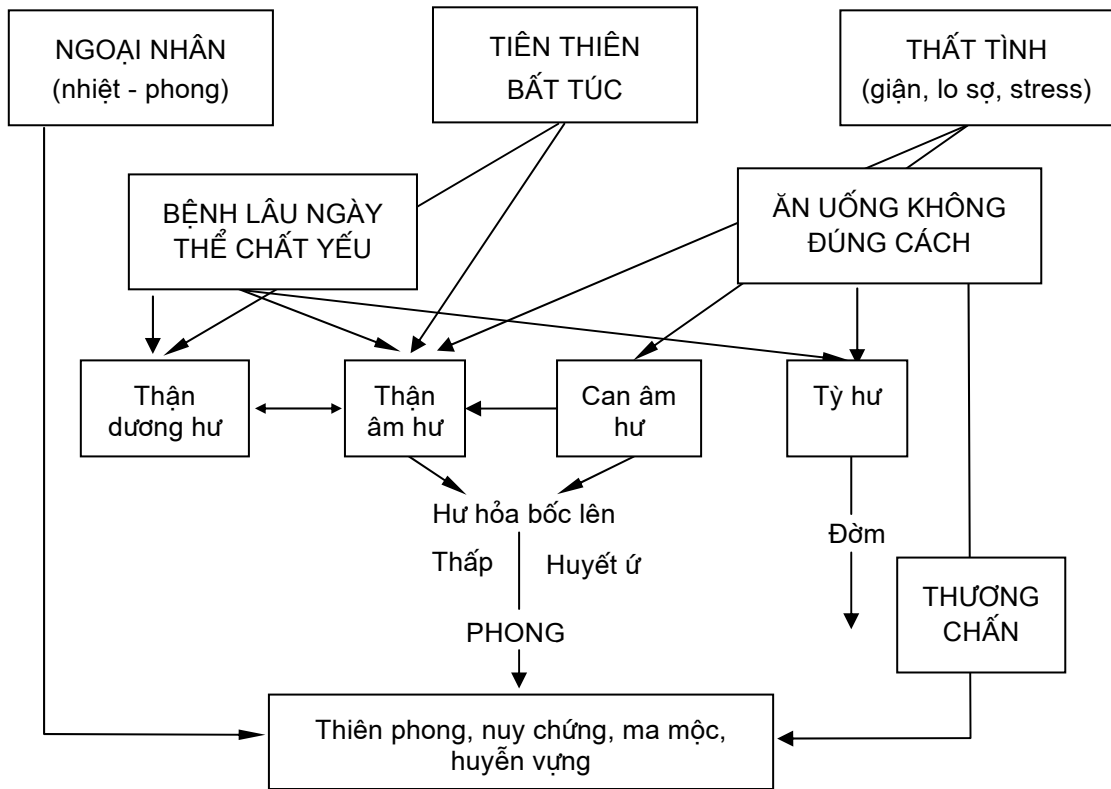 NGOẠI NHÂN
(nhiệt - phong)
TIÊN THIÊN
BẤT TÚC
THẤT TÌNH
(giận, lo sợ, stress)
BỆNH LÂU NGÀY
THỂ CHẤT YẾU
ĂN UỐNG KHÔNG
ĐÚNG CÁCH
Thận
dương hư
Thận
âm hư
Can âm
hư
Tỳ hư
Hư hỏa bốc lên
Thấp
Huyết ứ
Đờm
PHONG
THƯƠNG
CHẤN
Thiên phong, nuy chứng, ma mộc,
huyễn vựng